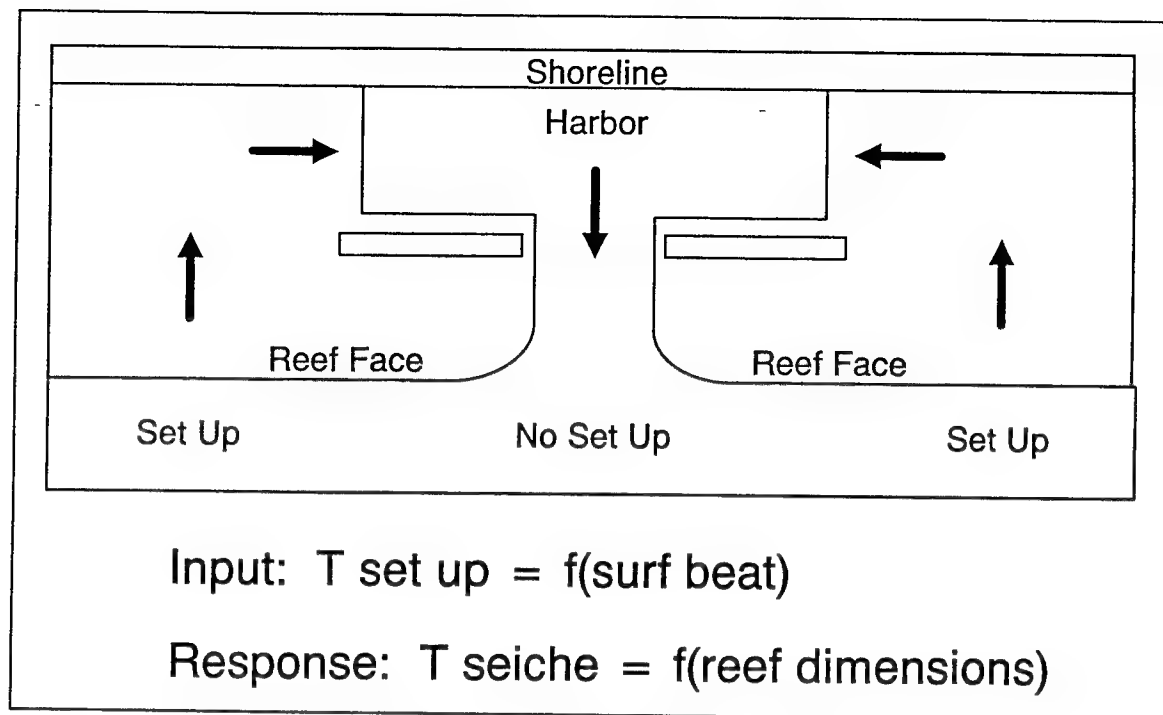 Shoreline
Harbor
Reef Face
Reef Face
Set Up
No Set Up
Set Up
Input: T set up = f(surf beat)
Response: T seiche = f(reef dimensions)